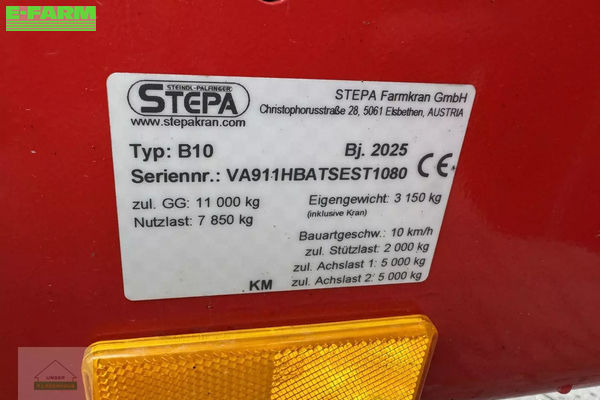 E-FARM
STEINDL-PALFINGER
STEPA
www.stepakran.com
STEPA Farmkran GmbH
Christophorusstraße 28, 5061 Elsbethen, AUSTRIA
Typ: B10 Bj. 2025
Seriennr.: VA911HBATSEST1080 CE
zul. GG: 11 000 kg
Nutzlast: 7 850 kg
Eigengewicht: 3 150 kg
(inklusive Kran)
Bauartgeschw.: 10 km/h
zul. Stützlast: 2 000 kg
zul. Achslast 1: 5 000 kg
zul. Achslast 2: 5 000 kg
KM
UNSER